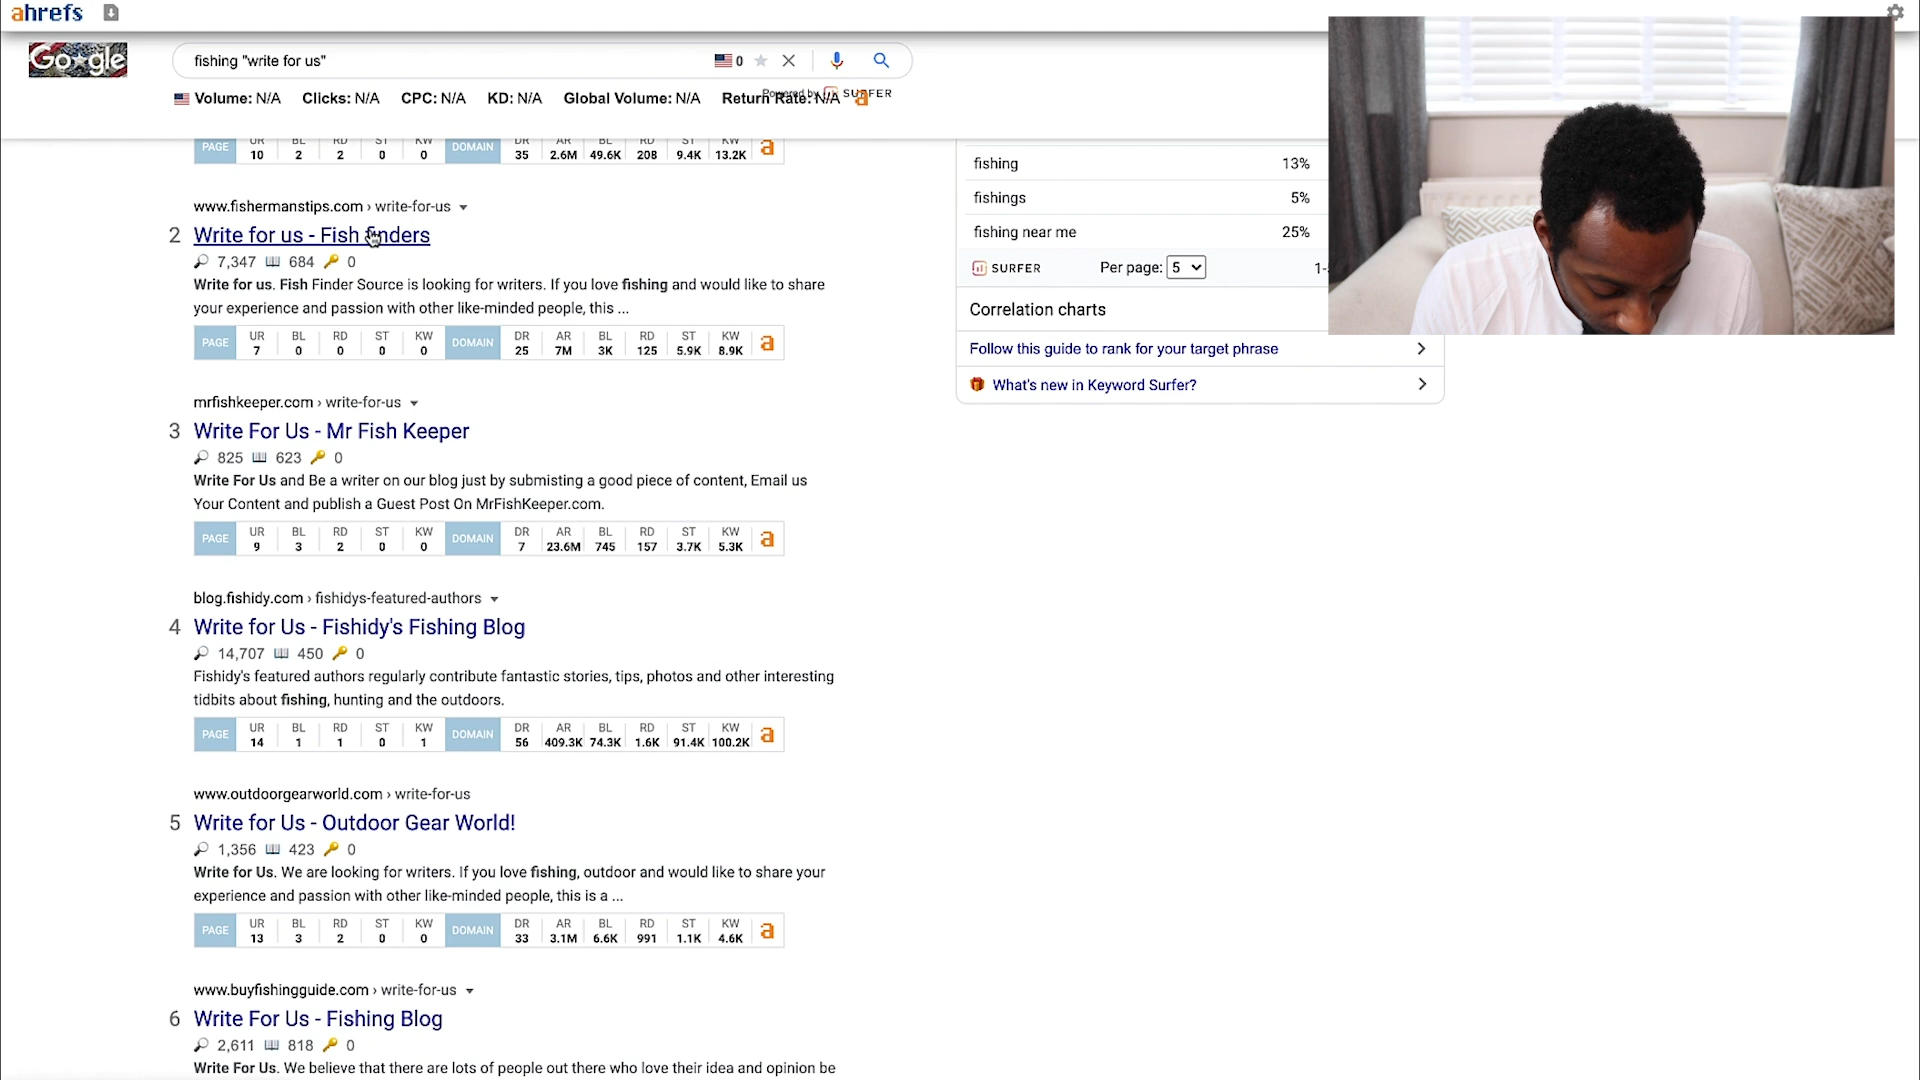 ahrefs
Google
fishing "write for us"
0
Volume: N/A Clicks: N/A CPC: N/A KD: N/A Global Volume: N/A Return Rate: N/A
Powered by SURFER
PAGE UR 10 BL 2 RD 2 ST 0 KW 0 DOMAIN DR 35 AR 2.6M BL 49.6K RD 208 ST 9.4K KW 13.2K
www.fishermanstips.com › write-for-us
2 Write for us - Fish finders
7,347 684 0
Write for us. Fish Finder Source is looking for writers. If you love fishing and would like to share
your experience and passion with other like-minded people, this ...
PAGE UR 7 BL 0 RD 0 ST 0 KW 0 DOMAIN DR 25 AR 7M BL 3K RD 125 ST 5.9K KW 8.9K
mrfishkeeper.com › write-for-us
3 Write For Us - Mr Fish Keeper
825 623 0
Write For Us and Be a writer on our blog just by submisting a good piece of content, Email us
Your Content and publish a Guest Post On MrFishKeeper.com.
PAGE UR 9 BL 3 RD 2 ST 0 KW 0 DOMAIN DR 7 AR 23.6M BL 745 RD 157 ST 3.7K KW 5.3K
blog.fishidy.com › fishidys-featured-authors
4 Write for Us - Fishidy's Fishing Blog
14,707 450 0
Fishidy's featured authors regularly contribute fantastic stories, tips, photos and other interesting
tidbits about fishing, hunting and the outdoors.
PAGE UR 14 BL 1 RD 1 ST 0 KW 1 DOMAIN DR 56 AR 409.3K BL 74.3K RD 1.6K ST 91.4K KW 100.2K
www.outdoorgearworld.com › write-for-us
5 Write for Us - Outdoor Gear World!
1,356 423 0
Write for Us. We are looking for writers. If you love fishing, outdoor and would like to share your
experience and passion with other like-minded people, this is a ...
PAGE UR 13 BL 3 RD 2 ST 0 KW 0 DOMAIN DR 33 AR 3.1M BL 6.6K RD 991 ST 1.1K KW 4.6K
www.buyfishingguide.com › write-for-us
6 Write For Us - Fishing Blog
2,611 818 0
Write For Us. We believe that there are lots of people out there who love their idea and opinion be
fishing 13%
fishings 5%
fishing near me 25%
SURFER Per page: 5 1-
Correlation charts
Follow this guide to rank for your target phrase
What's new in Keyword Surfer?